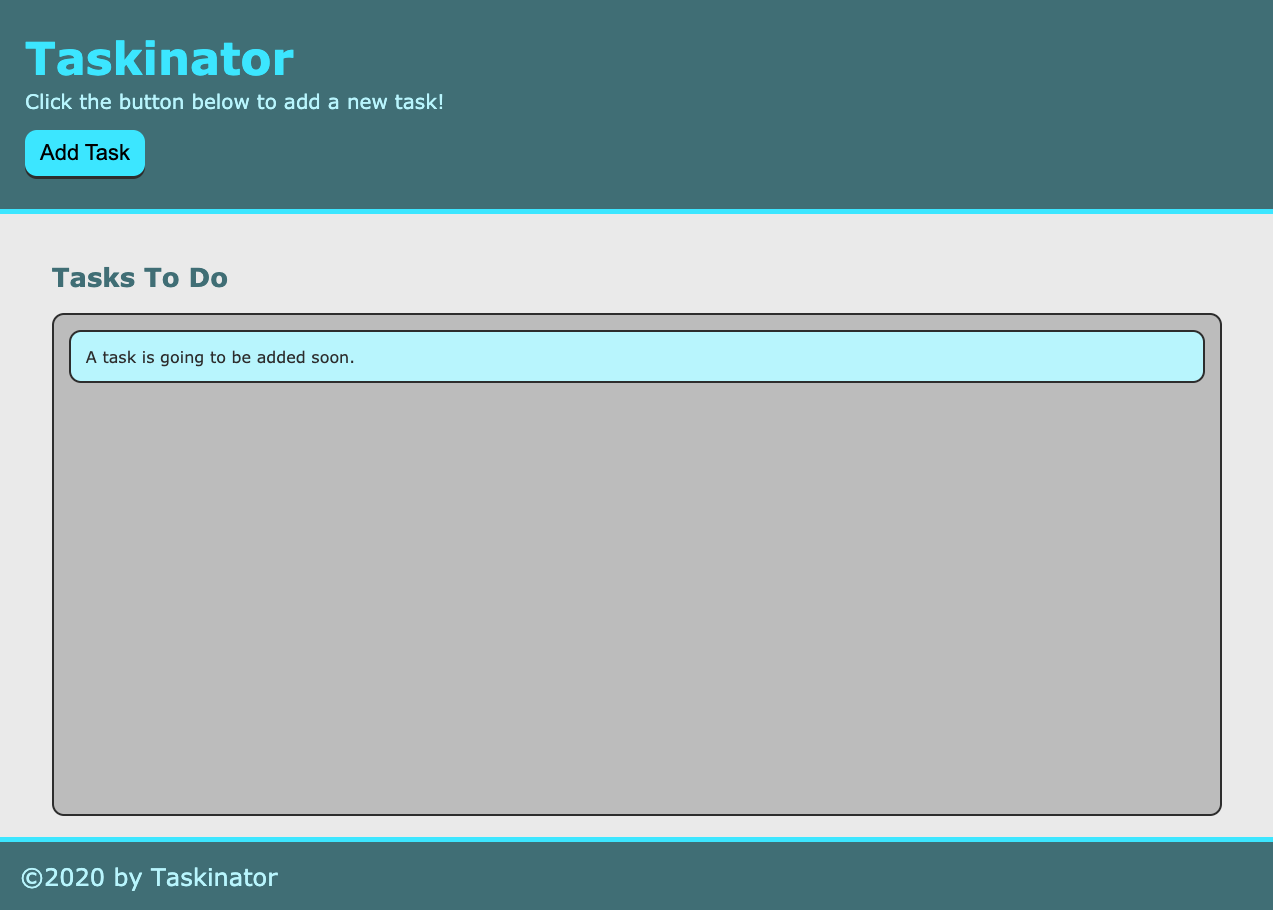 Taskinator
Click the button below to add a new task!
Add Task
Tasks To Do
A task is going to be added soon.
©2020 by Taskinator